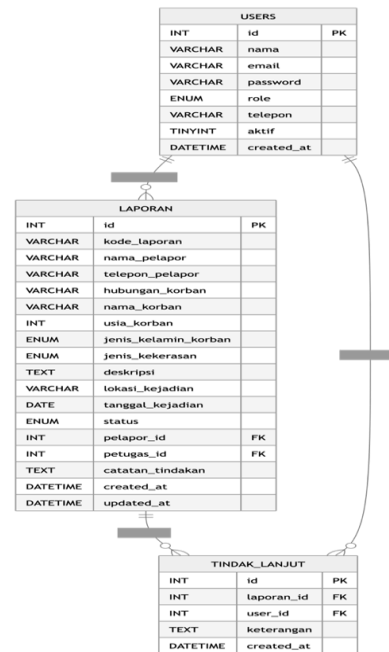 USERS
INT id PK
VARCHAR nama
VARCHAR email
VARCHAR password
ENUM role
VARCHAR telepon
TINYINT aktif
DATETIME created_at
LAPORAN
INT id PK
VARCHAR kode_laporan
VARCHAR nama_pelapor
VARCHAR telepon_pelapor
VARCHAR hubungan_korban
VARCHAR nama_korban
INT usia_korban
ENUM jenis_kelamin_korban
ENUM jenis_kekerasan
TEXT deskripsi
VARCHAR lokasi_kejadian
DATE tanggal_kejadian
ENUM status
INT pelapor_id FK
INT petugas_id FK
TEXT catatan_tindakan
DATETIME created_at
DATETIME updated_at
TINDAK_LANJUT
INT id PK
INT laporan_id FK
INT user_id FK
TEXT keterangan
DATETIME created_at